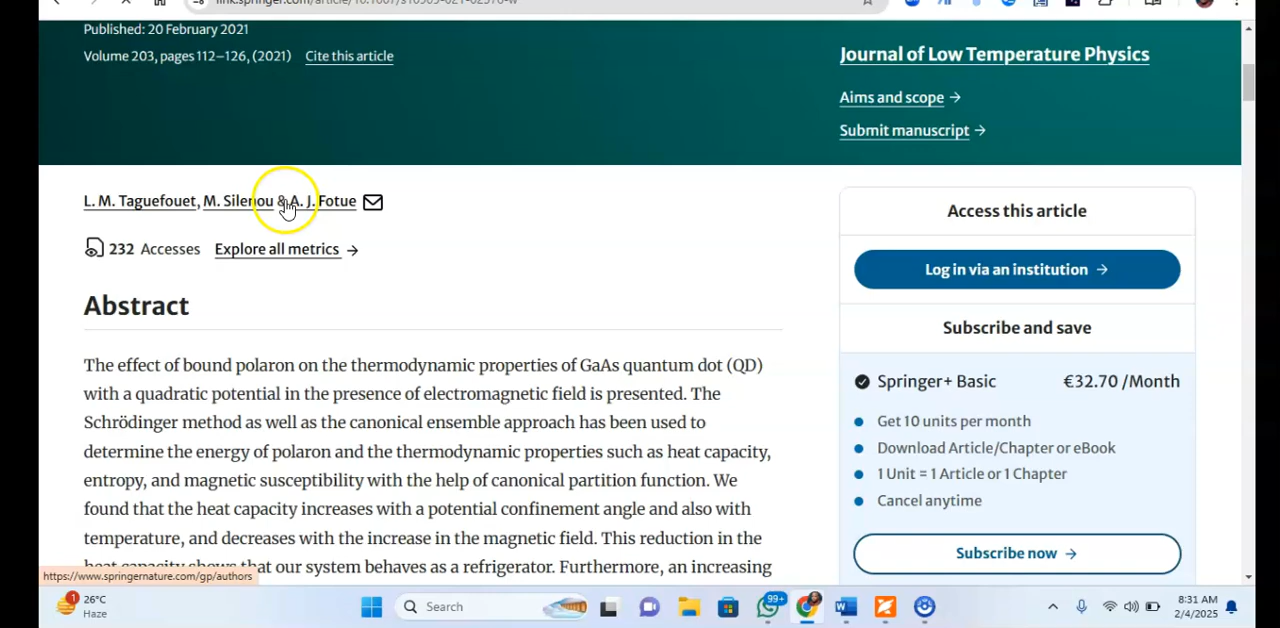 Published: 20 February 2021
Volume 203, pages 112–126, (2021) Cite this article
Journal of Low Temperature Physics
Aims and scope →
Submit manuscript →
L. M. Taguefouet, M. Silenou & A. J. Fotue
232 Accesses Explore all metrics →
Abstract
The effect of bound polaron on the thermodynamic properties of GaAs quantum dot (QD)
with a quadratic potential in the presence of electromagnetic field is presented. The
Schrödinger method as well as the canonical ensemble approach has been used to
determine the energy of polaron and the thermodynamic properties such as heat capacity,
entropy, and magnetic susceptibility with the help of canonical partition function. We
found that the heat capacity increases with a potential confinement angle and also with
temperature, and decreases with the increase in the magnetic field. This reduction in the
heat capacity shows that our system behaves as a refrigerator. Furthermore, an increasing
Access this article
Log in via an institution →
Subscribe and save
Springer+ Basic €32.70 /Month
Get 10 units per month
Download Article/Chapter or eBook
1 Unit = 1 Article or 1 Chapter
Cancel anytime
Subscribe now →
https://www.springernature.com/gp/authors
1
26°C
Haze
Search
99+
8:31 AM
2/4/2025